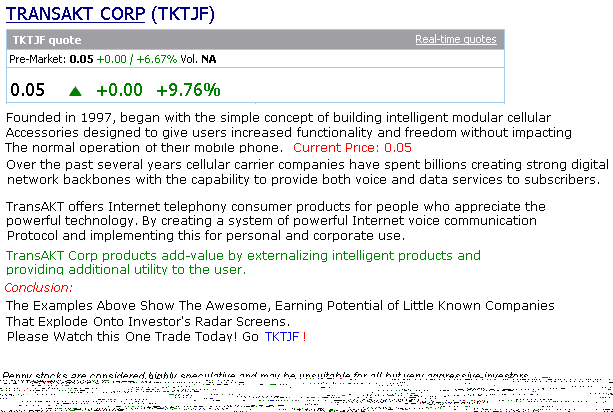 TRANSAKT CORP (TKTJF)
TKTJF quote Real-time quotes
Pre-Market: 0.05 +0.00 / +6.67% Vol. NA
0.05 ▲ +0.00 +9.76%
Founded in 1997, began with the simple concept of building intelligent modular cellular
Accessories designed to give users increased functionality and freedom without impacting
The normal operation of their mobile phone. Current Price: 0.05
Over the past several years cellular carrier companies have spent billions creating strong digital
network backbones with the capability to provide both voice and data services to subscribers.
TransAKT offers Internet telephony consumer products for people who appreciate the
powerful technology. By creating a system of powerful Internet voice communication
Protocol and implementing this for personal and corporate use.
TransAKT Corp products add-value by externalizing intelligent products and
providing additional utility to the user.
Conclusion:
The Examples Above Show The Awesome, Earning Potential of Little Known Companies
That Explode Onto Investor's Radar Screens.
Please Watch this One Trade Today! Go TKTJF !
Penny stocks are considered highly speculative and may be unsuitable for all but very aggressive investors